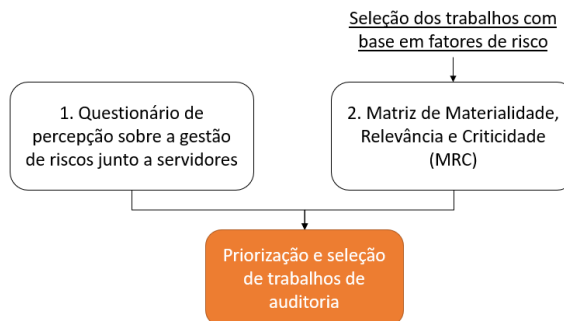 Seleção dos trabalhos com
base em fatores de risco
1. Questionário de
percepção sobre a gestão
de riscos junto a servidores
2. Matriz de Materialidade,
Relevância e Criticidade
(MRC)
Priorização e seleção
de trabalhos de
auditoria